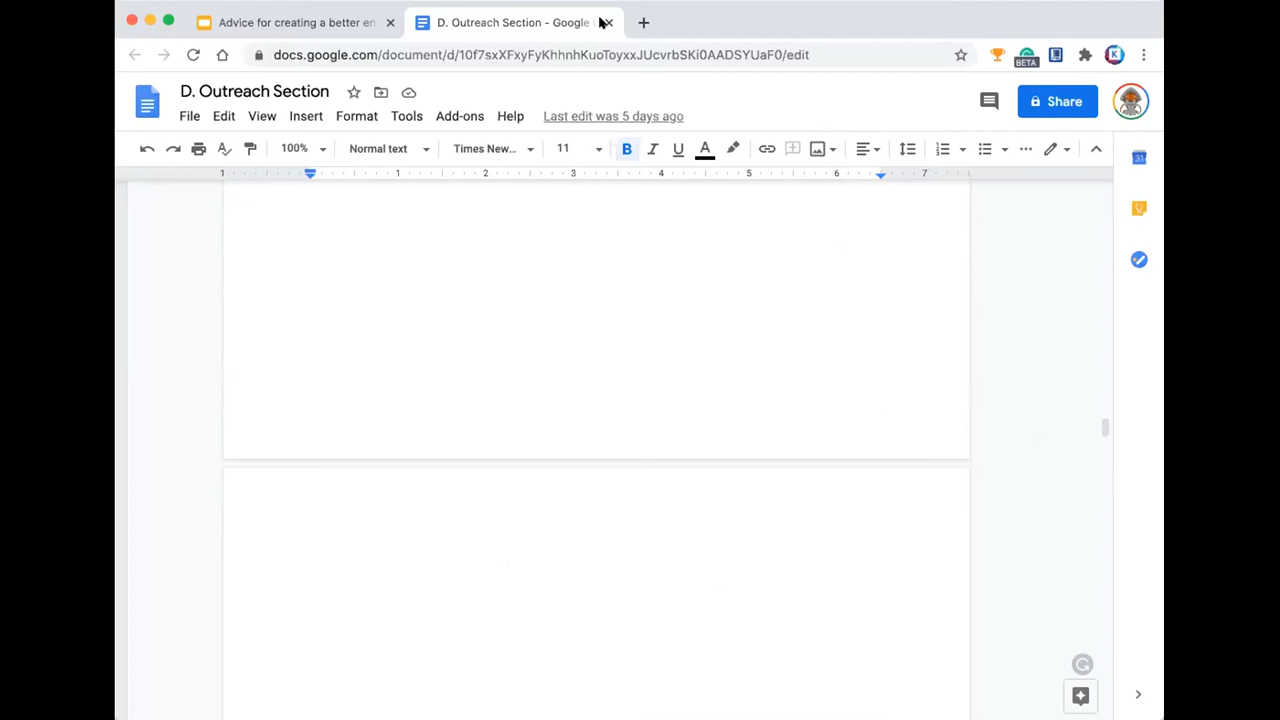 Advice for creating a better en
D. Outreach Section - Google
docs.google.com/document/d/10f7sxXFxyFyKhhnhKuoToyxxJUcvrbSKi0AADSYUaF0/edit
BETA
K
D. Outreach Section
File Edit View Insert Format Tools Add-ons Help Last edit was 5 days ago
Share
100% Normal text Times New... 11 B I U A
1 1 2 3 4 5 6 7
31